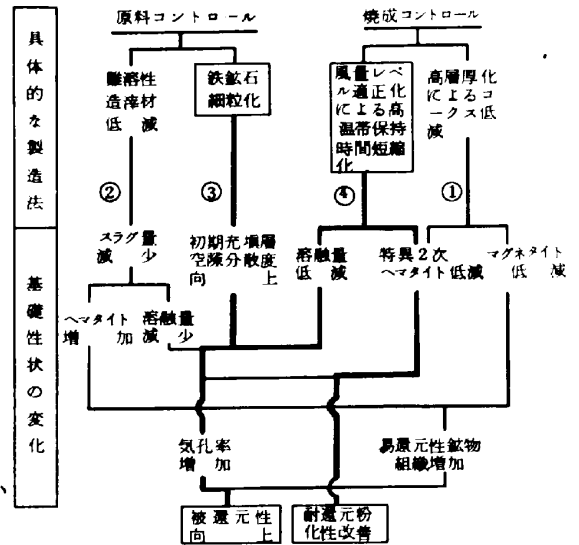 原料コントロール
焼成コントロール
具体的な製造法
難溶性
造滓材
低減
鉄鉱石
細粒化
風量レベ
ル適正化
による高
温帯保持
時間短縮
化
高層厚化
によるコ
ークス低
減
②
③
④
①
基礎性状の変化
スラグ量
減少
初期充填層
空隙分散度
向上
溶融量
低減
特異2次
ヘマタイト低減
マグネタイト
低減
ヘマタイト
増加
溶融量
減少
気孔率
増加
易還元性鉱物
組織増加
被還元性
向上
耐還元粉
化性改善